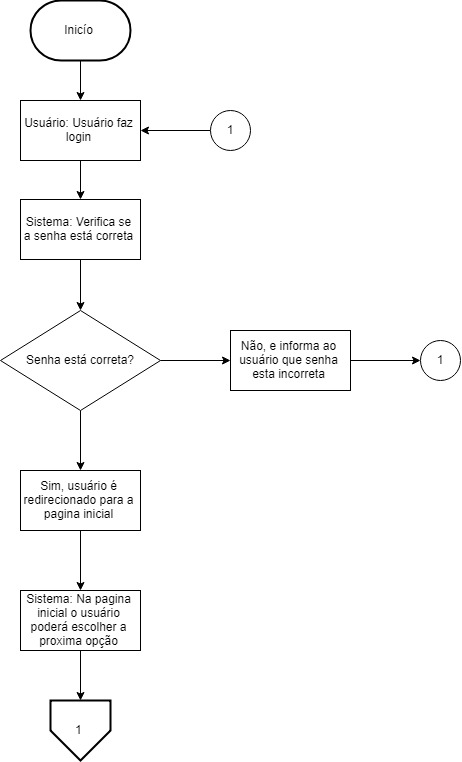 Inicío
Usuário: Usuário faz
login
1
Sistema: Verifica se
a senha está correta
Senha está correta?
Não, e informa ao
usuário que senha
esta incorreta
1
Sim, usuário é
redirecionado para a
pagina inicial
Sistema: Na pagina
inicial o usuário
poderá escolher a
proxima opção
1